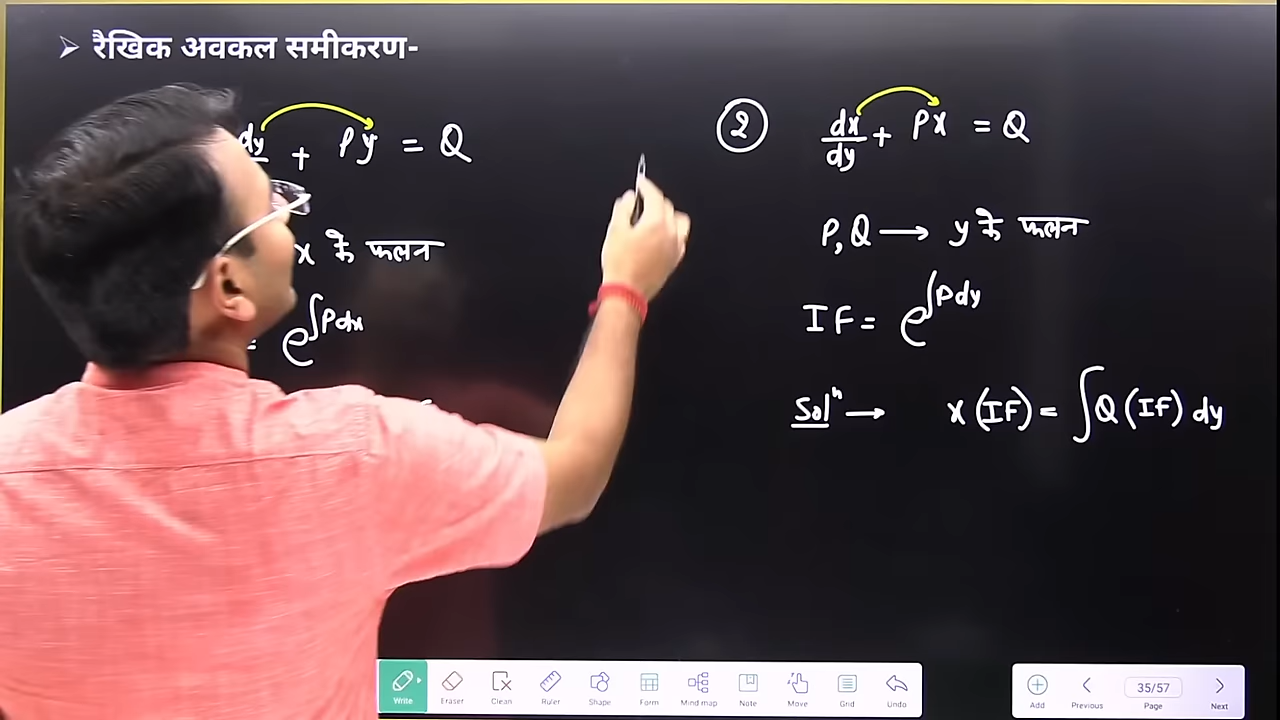 ➢ रैखिक अवकल समीकरण-
dy + Py = Q
x के फलन
= e^∫Pdx
② dx/dy + Px = Q
P, Q ⟶ y के फलन
IF = e^∫Pdy
Solⁿ ⟶ x (IF) = ∫Q (IF) dy
Write Eraser Clean Ruler Shape Form Mind map Note Move Grid Undo
Add Previous 35/57 Page Next